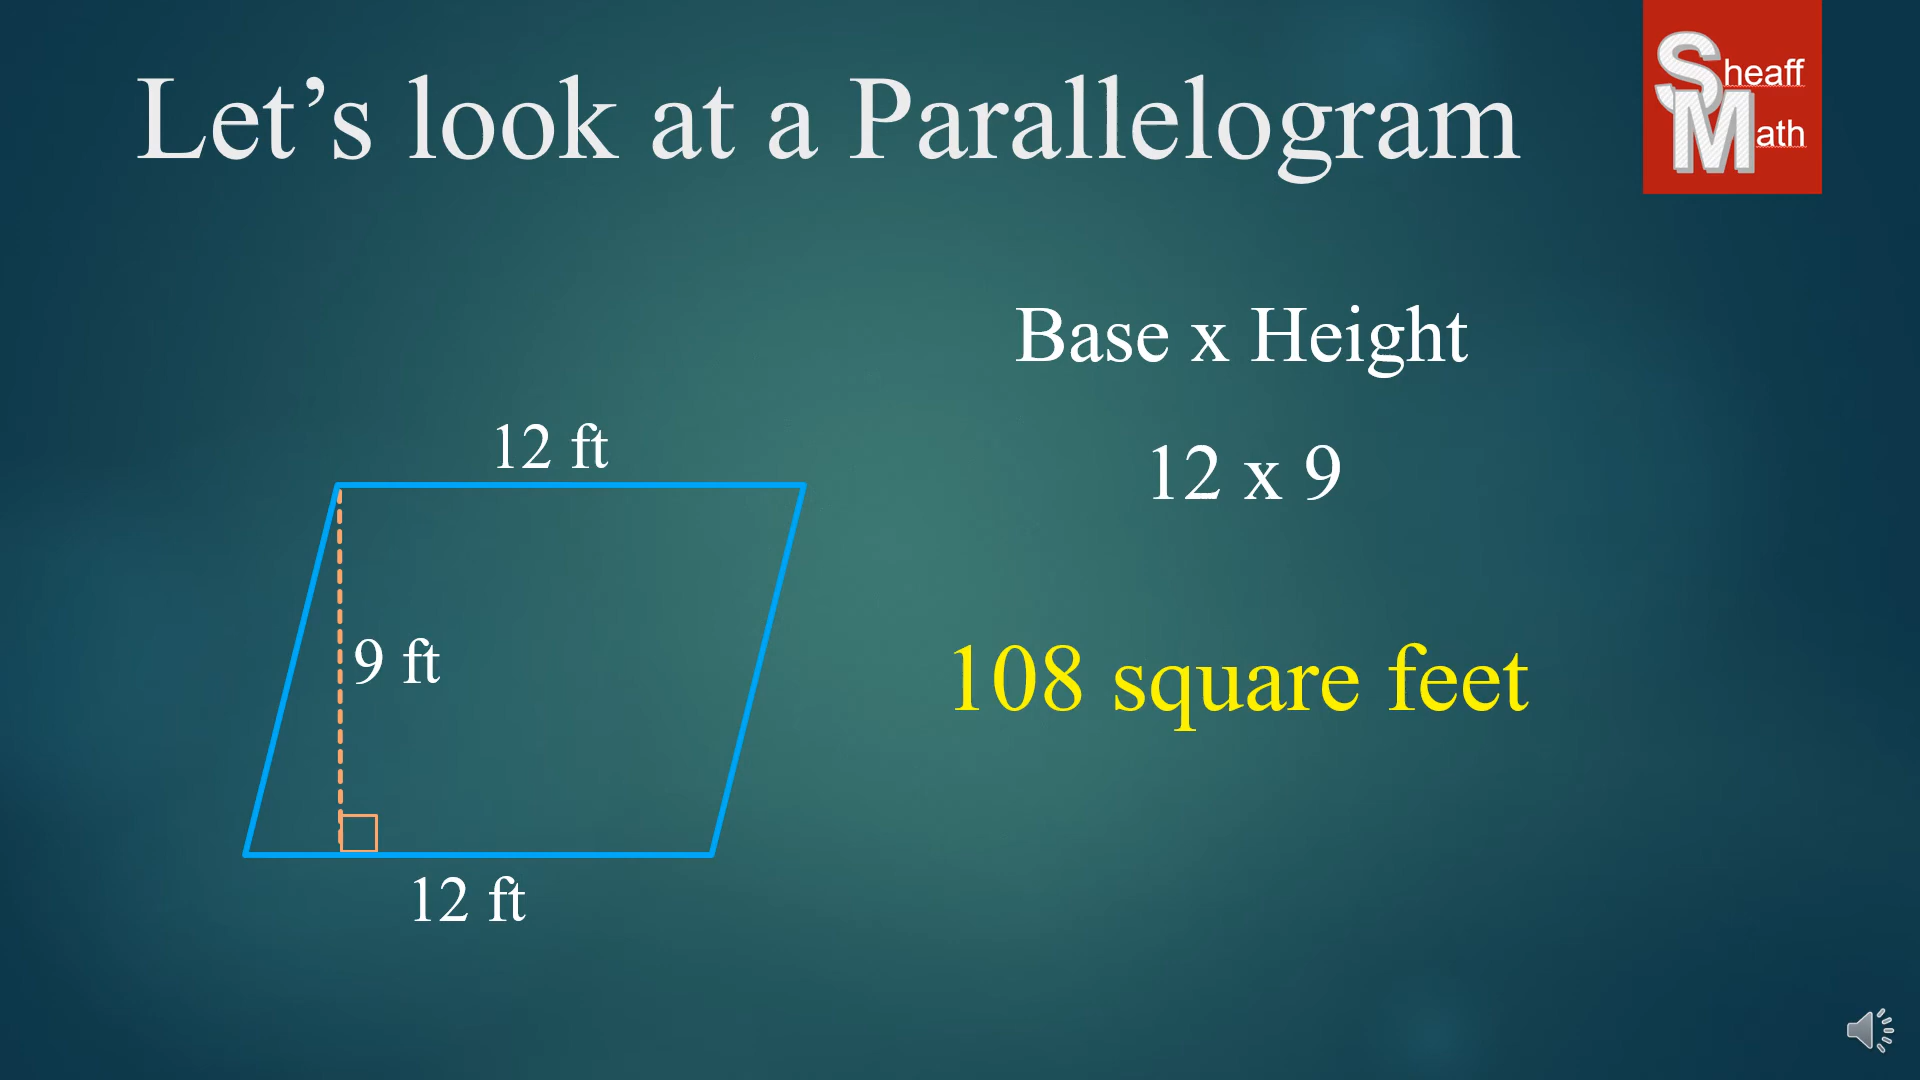 Let’s look at a Parallelogram
Sheaff
Math
Base x Height
12 x 9
108 square feet
12 ft
9 ft
12 ft